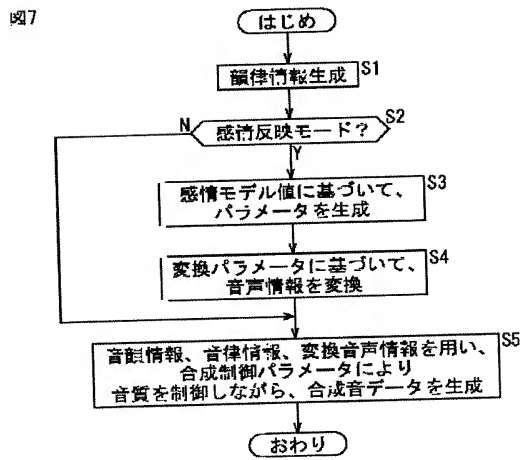 図7
はじめ
韻律情報生成
S1
感情反映モード?
S2
N
Y
感情モデル値に基づいて、
パラメータを生成
S3
変換パラメータに基づいて、
音声情報を変換
S4
音韻情報、音律情報、変換音声情報を用い、
合成制御パラメータにより
音質を制御しながら、合成音データを生成
S5
おわり